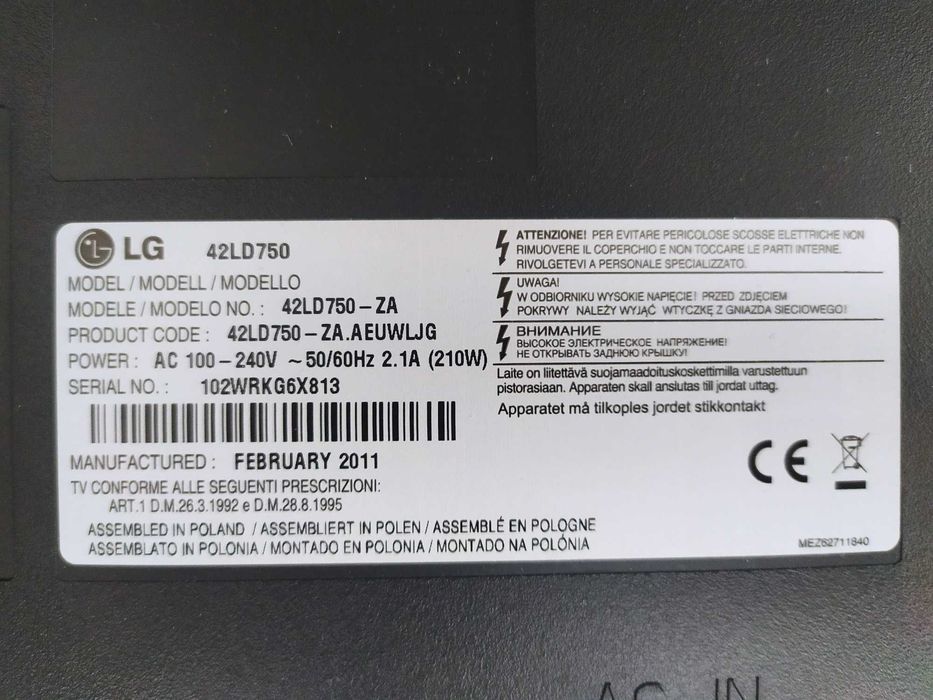 LG 42LD750
MODEL / MODELL / MODELLO
MODELE / MODELO NO. : 42LD750-ZA
PRODUCT CODE : 42LD750-ZA.AEUWLJG
POWER : AC 100-240V ~50/60Hz 2.1A (210W)
SERIAL NO. : 102WRKG6X813
MANUFACTURED : FEBRUARY 2011
TV CONFORME ALLE SEGUENTI PRESCRIZIONI:
ART.1 D.M.26.3.1992 e D.M.28.8.1995
ASSEMBLED IN POLAND / ASSEMBLIERT IN POLEN / ASSEMBLÉ EN POLOGNE
ASSEMBLATO IN POLONIA / MONTADO EN POLONIA / MONTADO NA POLÓNIA
ATTENZIONE! PER EVITARE PERICOLOSE SCOSSE ELETTRICHE NON
RIMUOVERE IL COPERCHIO E NON TOCCARE LE PARTI INTERNE.
RIVOLGETEVI A PERSONALE SPECIALIZZATO.
UWAGA!
W ODBIORNIKU WYSOKIE NAPIĘCIE! PRZED ZDJĘCIEM
POKRYWY NALEŻY WYJĄĆ WTYCZKĘ Z GNIAZDA SIECIOWEGO!
ВНИМАНИЕ
ВЫСОКОЕ ЭЛЕКТРИЧЕСКОЕ НАПРЯЖЕНИЕ!
НЕ ОТКРЫВАТЬ ЗАДНЮЮ КРЫШКУ!
Laite on liitettävä suojamaadoituskoskettimilla varustettuun
pistorasiaan. Apparaten skall anslutas till jordat uttag.
Apparatet må tilkoples jordet stikkontakt
CE
MEZ62711840
AC IN